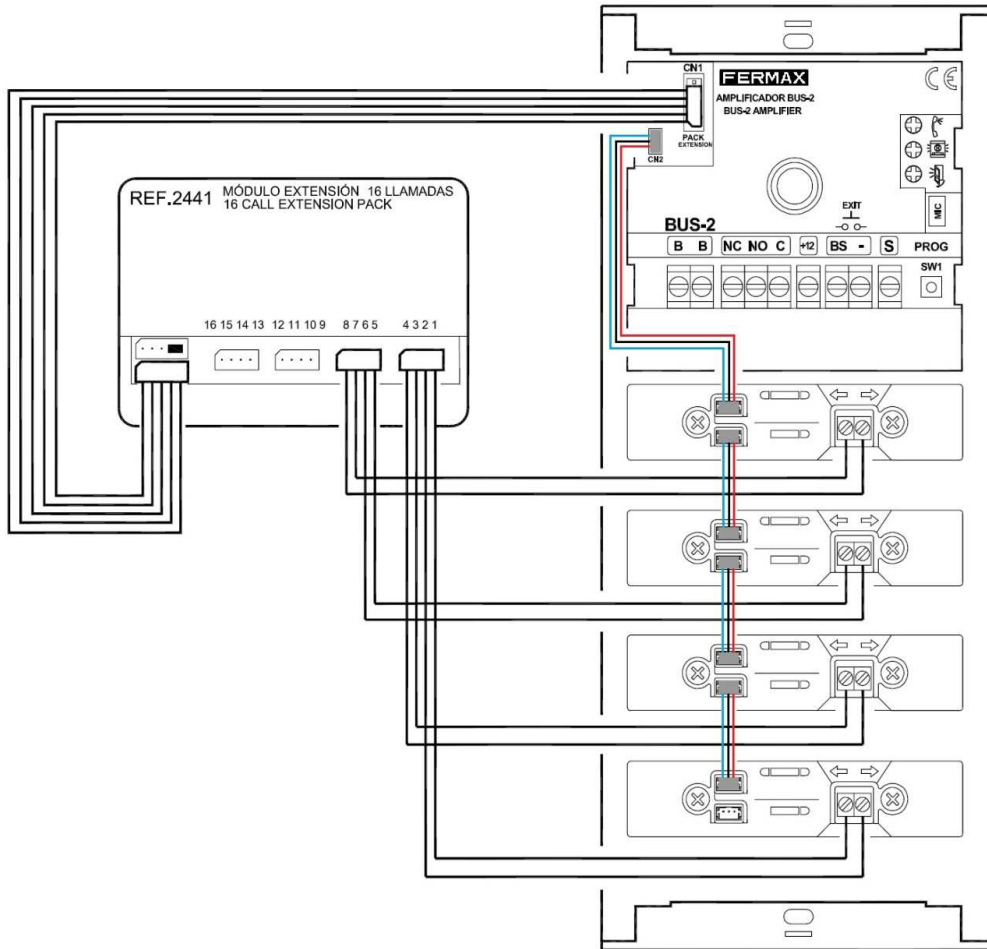 CN1
FERMAX
CE
AMPLIFICADOR BUS-2
BUS-2 AMPLIFIER
PACK
EXTENSION
CN2
REF.2441 MÓDULO EXTENSIÓN 16 LLAMADAS
16 CALL EXTENSION PACK
MIC
EXIT
BUS-2
B B NC NO C +12 BS - S PROG
SW1
16 15 14 13 12 11 10 9 8 7 6 5 4 3 2 1